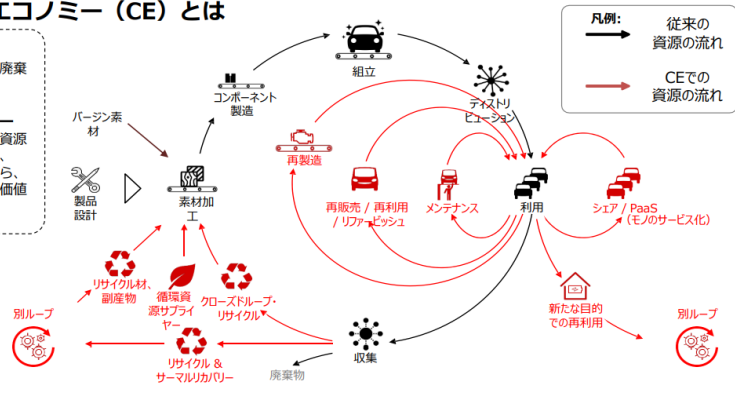 エコノミー（CE）とは
廃棄
資源
、
ら、
価値
凡例:
従来の
資源の流れ
CEでの
資源の流れ
組立
コンポーネント
製造
ディストリ
ビューション
バージン素
材
製品
設計
素材加
工
再製造
再販売 / 再利用
/ リファービッシュ
メンテナンス
利用
シェア / PaaS
（モノのサービス化）
リサイクル材、
副産物
循環資
源サプライ
ヤー
クローズドループ・
リサイクル
別ループ
リサイクル &
サーマルリカバリー
廃棄物
収集
新たな目的
での再利用
別ループ